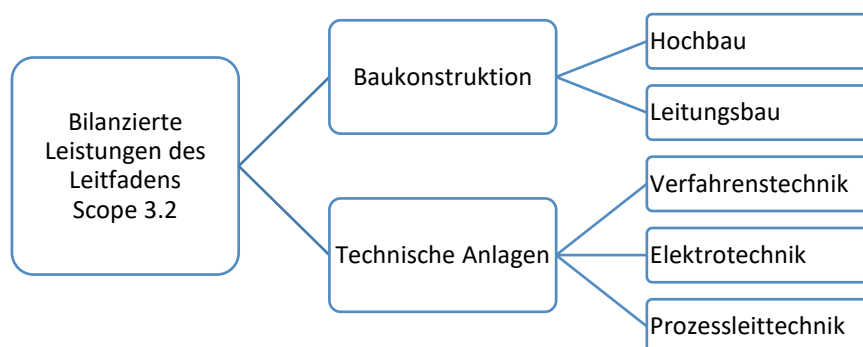 Bilanzierte
Leistungen des
Leitfadens
Scope 3.2
Baukonstruktion
Hochbau
Leitungsbau
Technische Anlagen
Verfahrenstechnik
Elektrotechnik
Prozessleittechnik